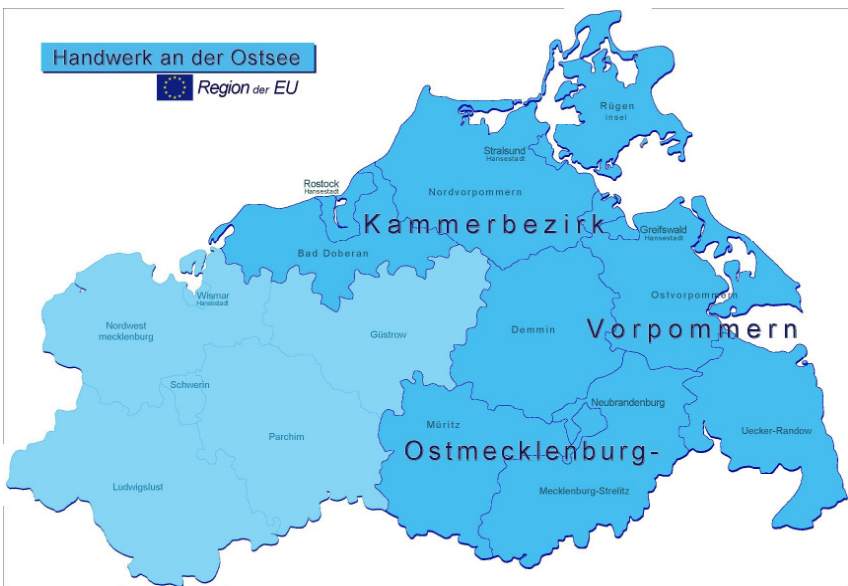 Handwerk an der Ostsee
Region der EU
Rügen
Insel
Stralsund
Hansestadt
Rostock
Hansestadt
Nordvorpommern
Kammerbezirk
Greifswald
Hansestadt
Bad Doberan
Wismar
Hansestadt
Ostvorpommern
Nordwest
mecklenburg
Güstrow
Demmin
Vorpommern
Schwerin
Neubrandenburg
Müritz
Uecker-Randow
Parchim
Ostmecklenburg-
Ludwigslust
Mecklenburg-Strelitz